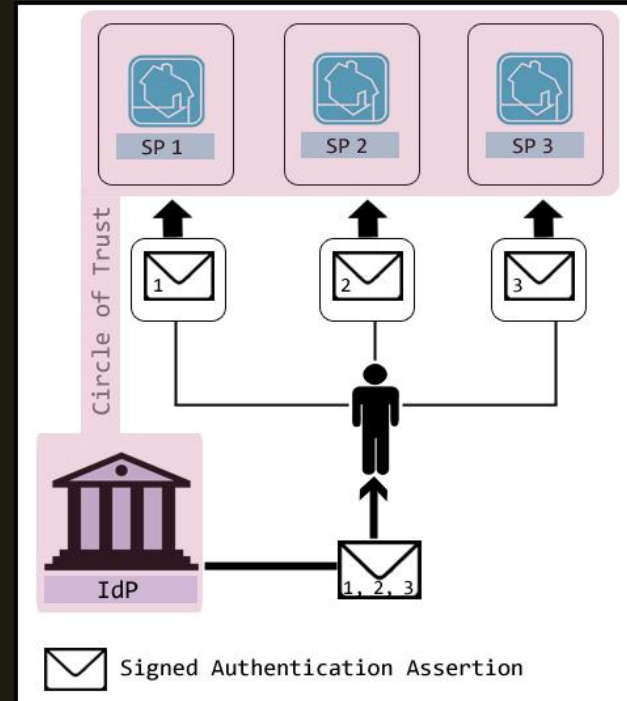 SP 1
SP 2
SP 3
1
2
3
Circle of Trust
IdP
1, 2, 3
Signed Authentication Assertion